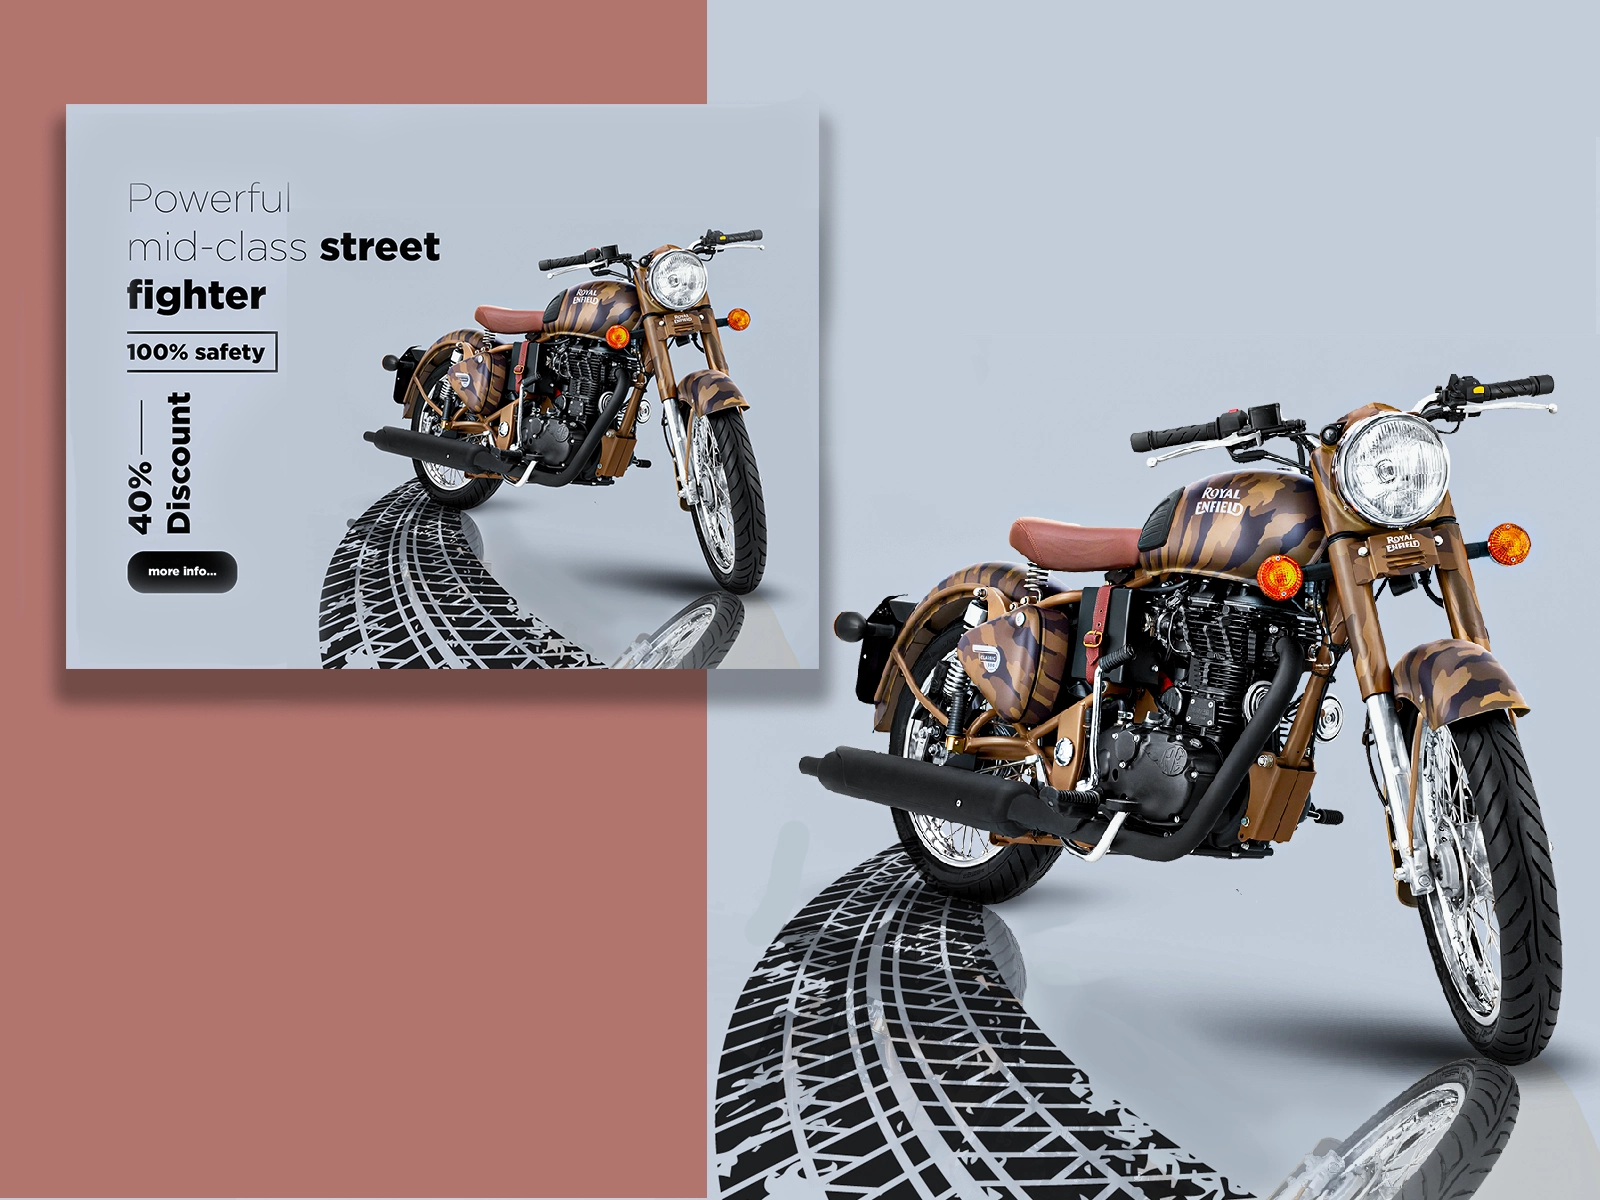 Powerful
mid-class street
fighter
100% safety
40%
Discount
more info...
ROYAL
ENFIELD
ROYAL
ENFIELD
ROYAL
ENFIELD
ROYAL
ENFIELD
CLASSIC